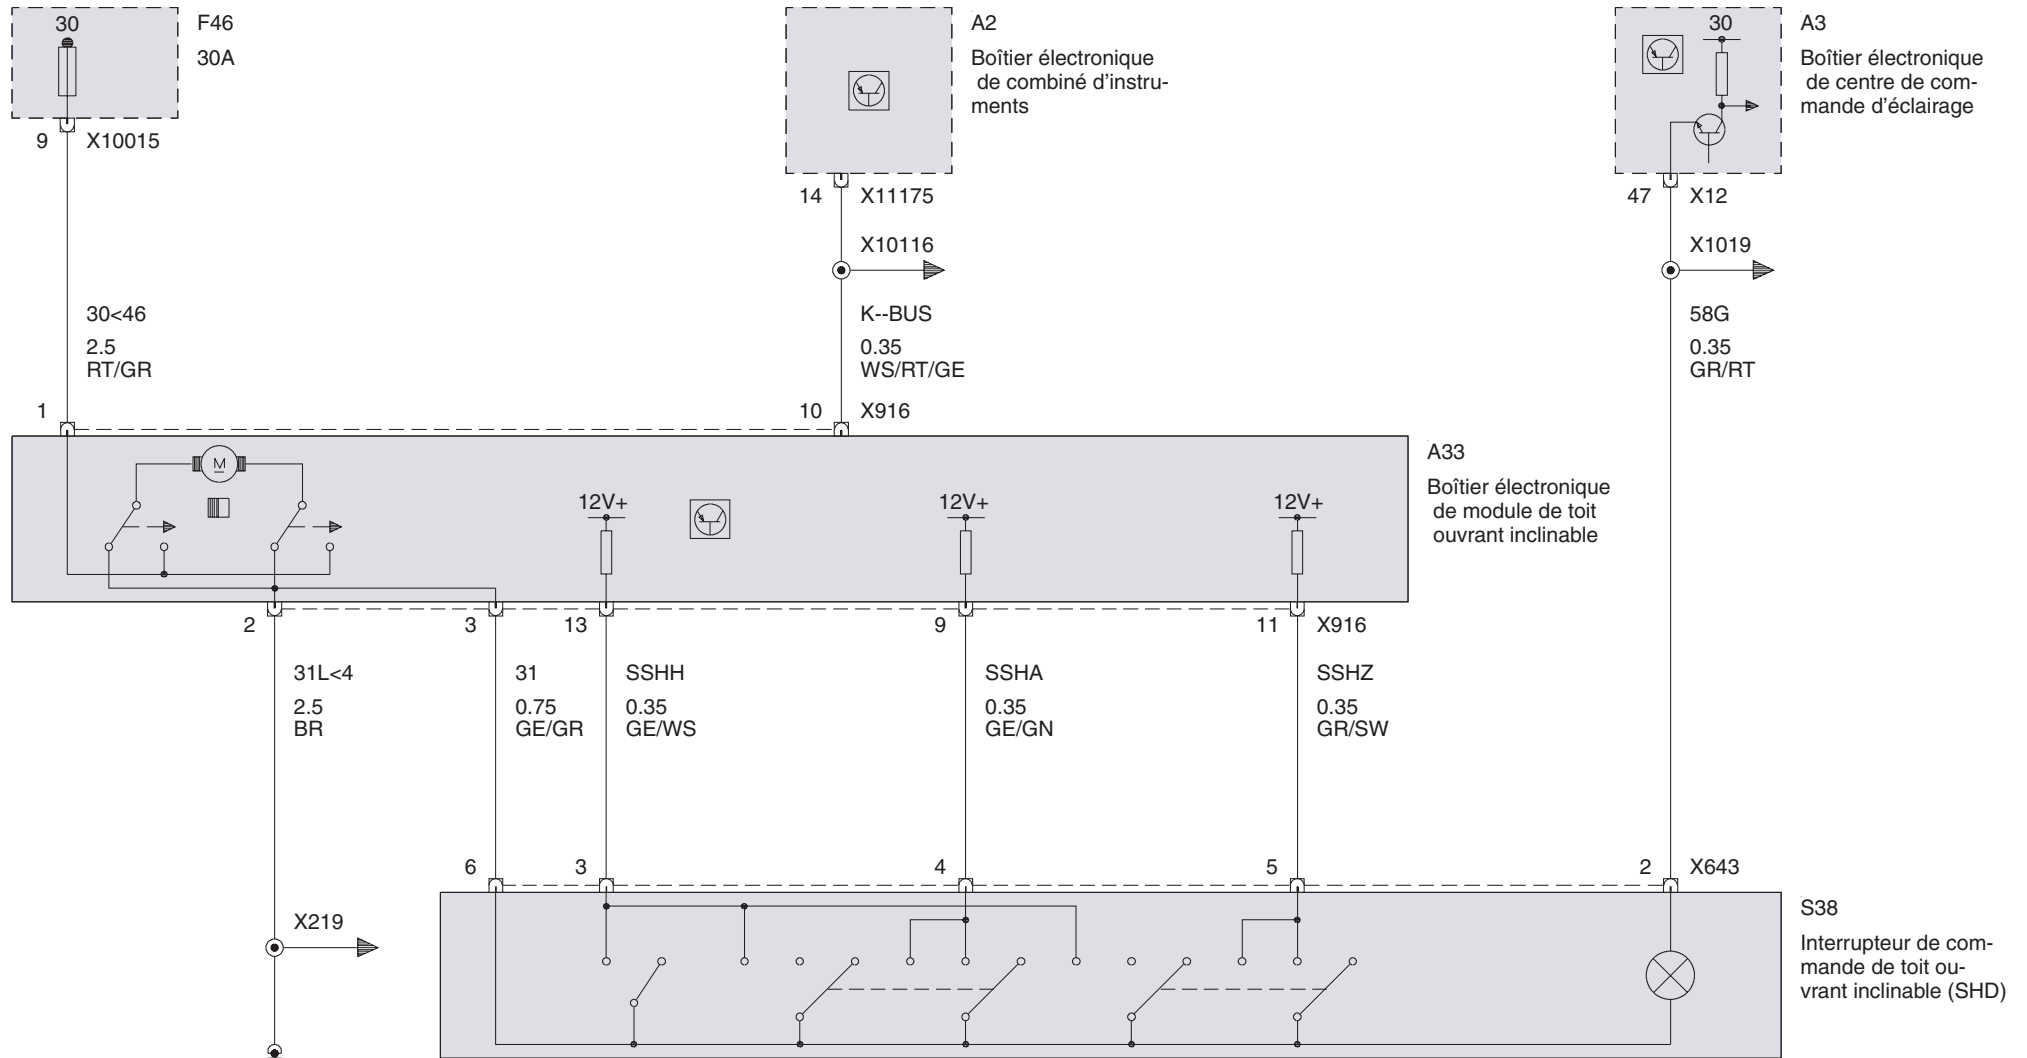 30
F46
30A
9
X10015
A2
Boîtier électronique
de combiné d'instru-
ments
14
X11175
X10116
30
A3
Boîtier électronique
de centre de com-
mande d'éclairage
47
X12
X1019
30<46
2.5
RT/GR
K--BUS
0.35
WS/RT/GE
58G
0.35
GR/RT
1
10
X916
M
12V+
12V+
12V+
A33
Boîtier électronique
de module de toit
ouvrant inclinable
2
3
13
9
11
X916
31L<4
2.5
BR
31
0.75
GE/GR
SSHH
0.35
GE/WS
SSHA
0.35
GE/GN
SSHZ
0.35
GR/SW
6
3
4
5
2
X643
X219
S38
Interrupteur de com-
mande de toit ou-
vrant inclinable (SHD)